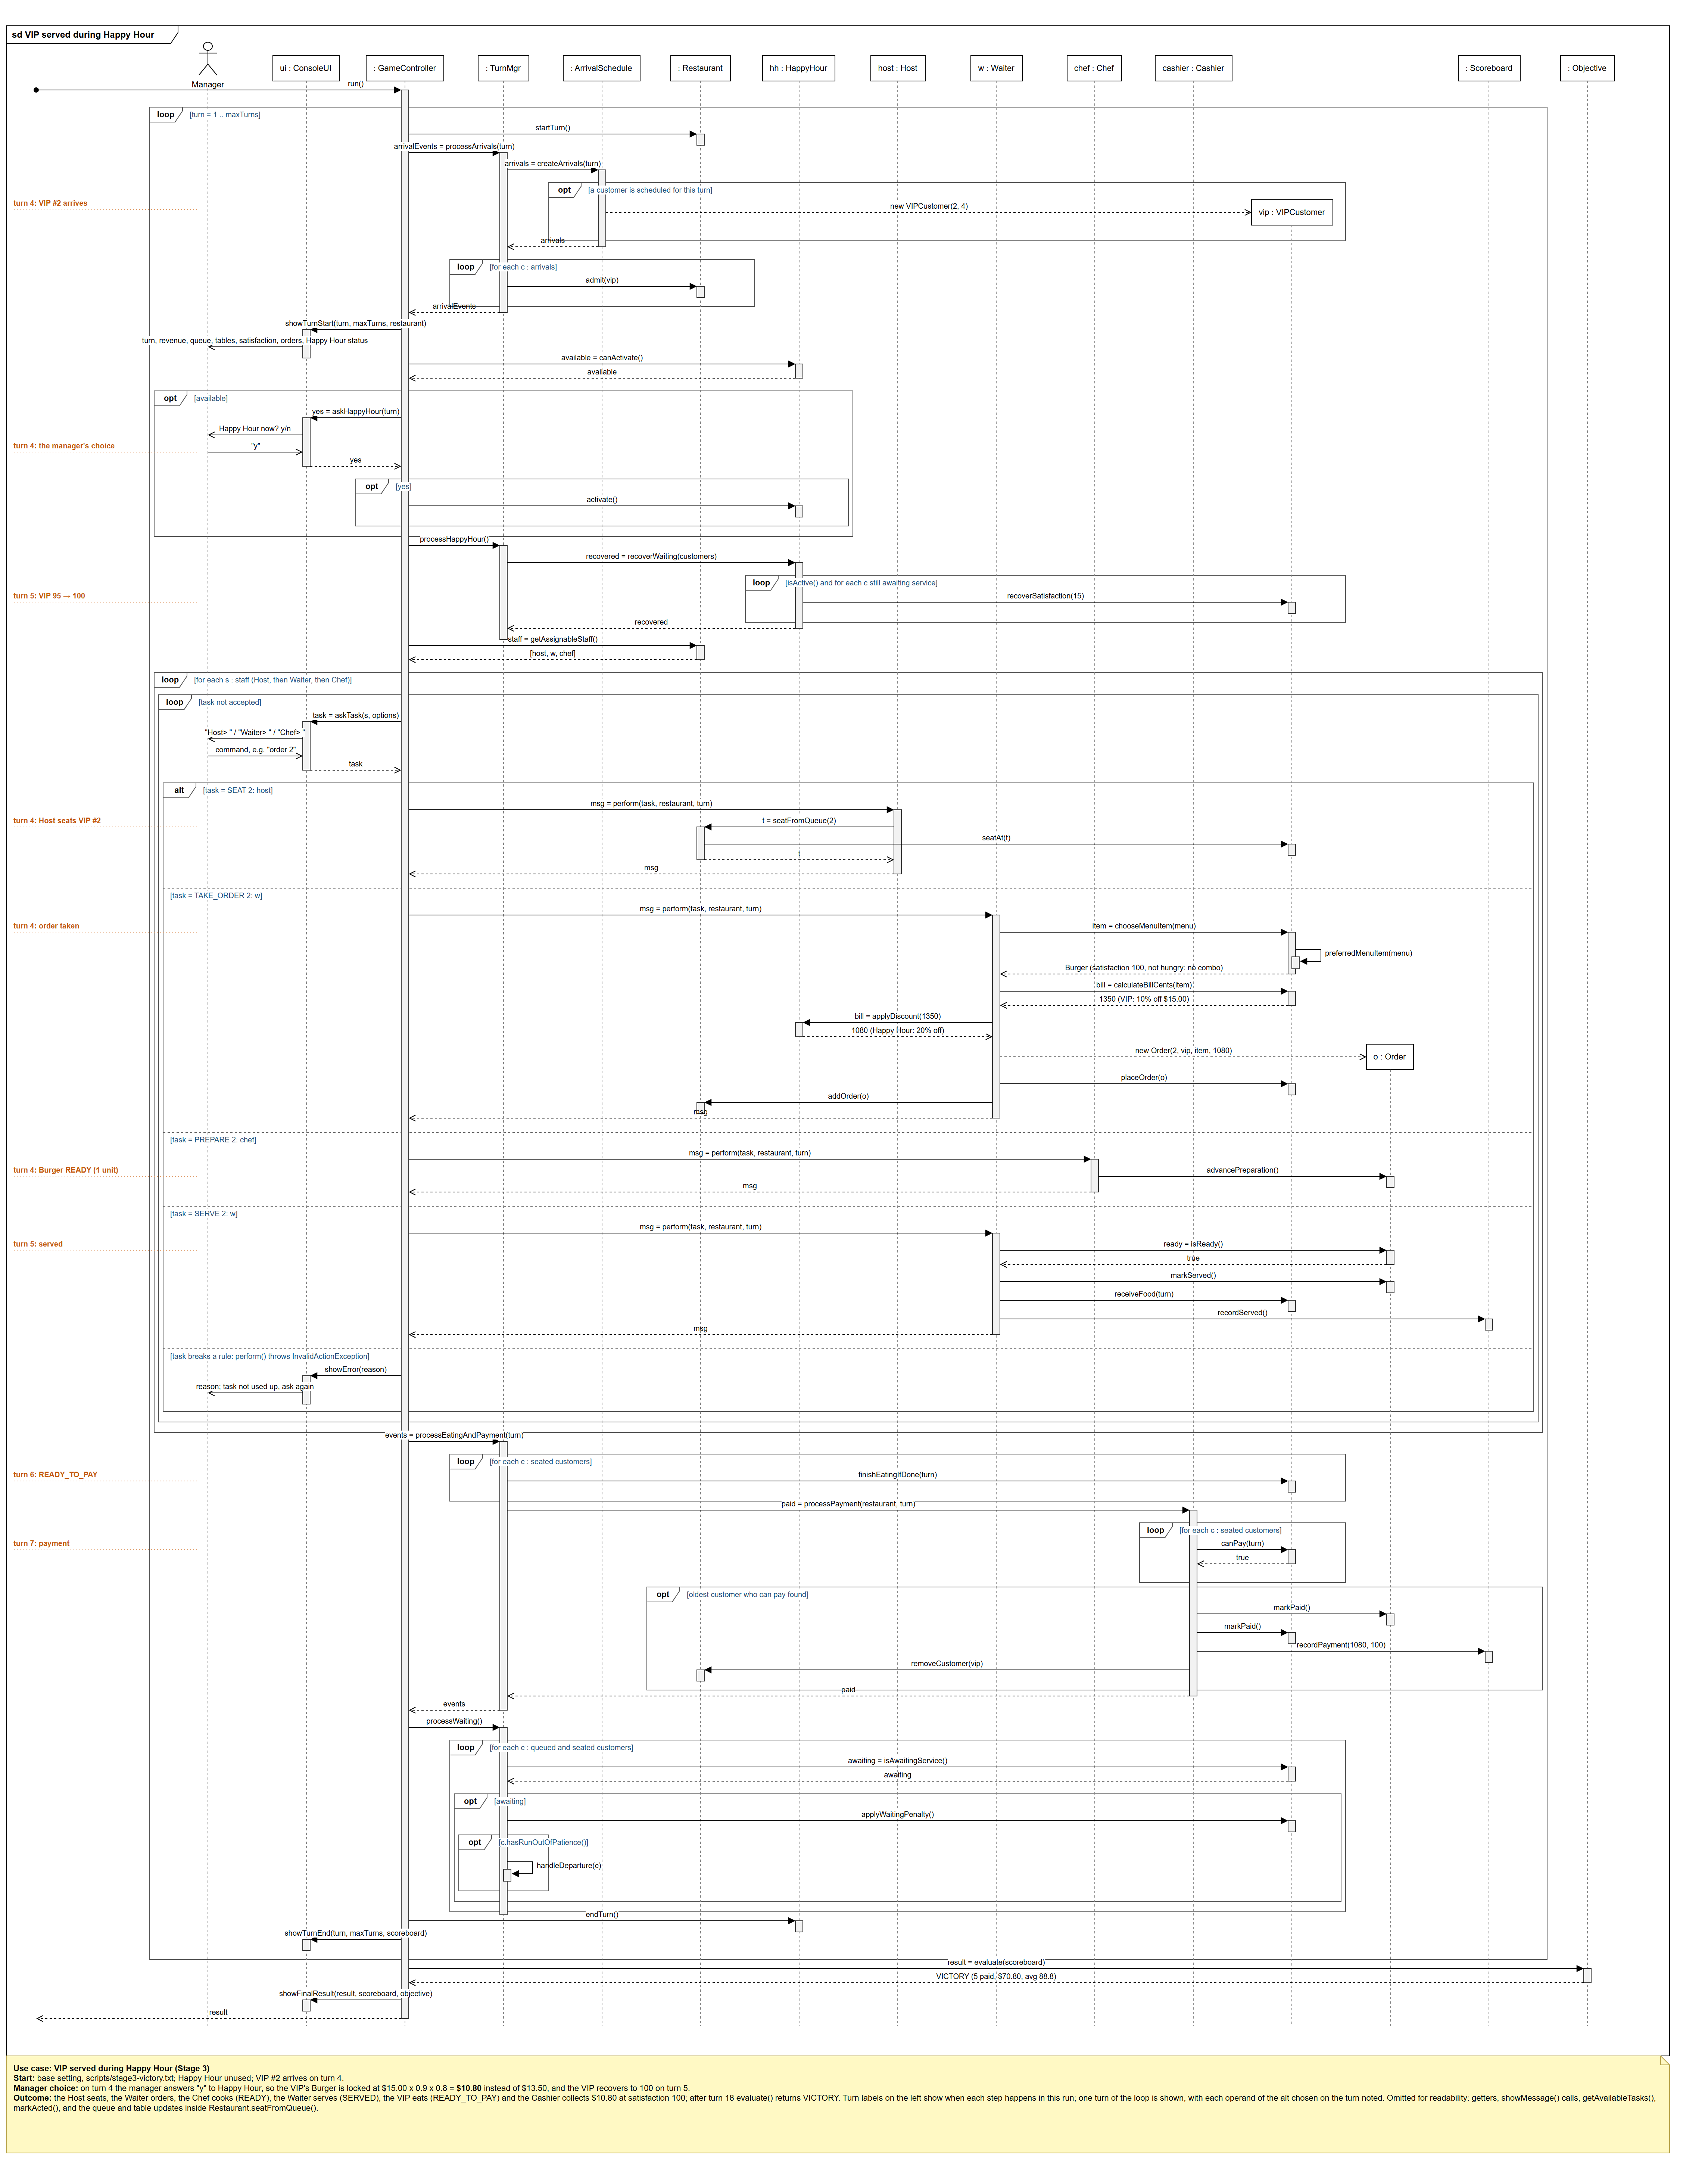 sd VIP served during Happy Hour
Manager
ui : ConsoleUI
: GameController
: TurnMgr
: ArrivalSchedule
: Restaurant
hh : HappyHour
host : Host
w : Waiter
chef : Chef
cashier : Cashier
: Scoreboard
: Objective
run()
loop [turn = 1 .. maxTurns]
startTurn()
arrivalEvents = processArrivals(turn)
arrivals = createArrivals(turn)
opt [a customer is scheduled for this turn]
turn 4: VIP #2 arrives
new VIPCustomer(2, 4)
vip : VIPCustomer
arrivals
loop [for each c : arrivals]
admit(vip)
arrivalEvents
showTurnStart(turn, maxTurns, restaurant)
turn, revenue, queue, tables, satisfaction, orders, Happy Hour status
available = canActivate()
available
opt [available]
yes = askHappyHour(turn)
Happy Hour now? y/n
turn 4: the manager's choice
"y"
yes
opt [yes]
activate()
processHappyHour()
recovered = recoverWaiting(customers)
loop [isActive() and for each c still awaiting service]
turn 5: VIP 95 → 100
recoverSatisfaction(15)
recovered
staff = getAssignableStaff()
[host, w, chef]
loop [for each s : staff (Host, then Waiter, then Chef)]
loop [task not accepted]
task = askTask(s, options)
"Host> " / "Waiter> " / "Chef> "
command, e.g. "order 2"
task
alt [task = SEAT 2: host]
msg = perform(task, restaurant, turn)
turn 4: Host seats VIP #2
t = seatFromQueue(2)
seatAt(t)
t
msg
[task = TAKE_ORDER 2: w]
msg = perform(task, restaurant, turn)
turn 4: order taken
item = chooseMenuItem(menu)
preferredMenuItem(menu)
Burger (satisfaction 100, not hungry: no combo)
bill = calculateBillCents(item)
1350 (VIP: 10% off $15.00)
bill = applyDiscount(1350)
1080 (Happy Hour: 20% off)
new Order(2, vip, item, 1080)
o : Order
placeOrder(o)
addOrder(o)
msg
[task = PREPARE 2: chef]
msg = perform(task, restaurant, turn)
turn 4: Burger READY (1 unit)
advancePreparation()
msg
[task = SERVE 2: w]
msg = perform(task, restaurant, turn)
turn 5: served
ready = isReady()
true
markServed()
receiveFood(turn)
recordServed()
msg
[task breaks a rule: perform() throws InvalidActionException]
showError(reason)
reason; task not used up, ask again
events = processEatingAndPayment(turn)
loop [for each c : seated customers]
turn 6: READY_TO_PAY
finishEatingIfDone(turn)
paid = processPayment(restaurant, turn)
loop [for each c : seated customers]
turn 7: payment
canPay(turn)
true
opt [oldest customer who can pay found]
markPaid()
markPaid()
recordPayment(1080, 100)
removeCustomer(vip)
paid
events
processWaiting()
loop [for each c : queued and seated customers]
awaiting = isAwaitingService()
awaiting
opt [awaiting]
applyWaitingPenalty()
opt [c.hasRunOutOfPatience()]
handleDeparture(c)
endTurn()
showTurnEnd(turn, maxTurns, scoreboard)
result = evaluate(scoreboard)
VICTORY (5 paid, $70.80, avg 88.8)
showFinalResult(result, scoreboard, objective)
result
Use case: VIP served during Happy Hour (Stage 3)
Start: base setting, scripts/stage3-victory.txt; Happy Hour unused; VIP #2 arrives on turn 4.
Manager choice: on turn 4 the manager answers "y" to Happy Hour, so the VIP's Burger is locked at $15.00 x 0.9 x 0.8 = $10.80 instead of $13.50, and the VIP recovers to 100 on turn 5.
Outcome: the Host seats, the Waiter orders, the Chef cooks (READY), the Waiter serves (SERVED), the VIP eats (READY_TO_PAY) and the Cashier collects $10.80 at satisfaction 100; after turn 18 evaluate() returns VICTORY. Turn labels on the left show when each step happens in this run; one turn of the loop is shown, with each operand of the alt chosen on the turn noted. Omitted for readability: getters, showMessage() calls, getAvailableTasks(),
markActed(), and the queue and table updates inside Restaurant.seatFromQueue().